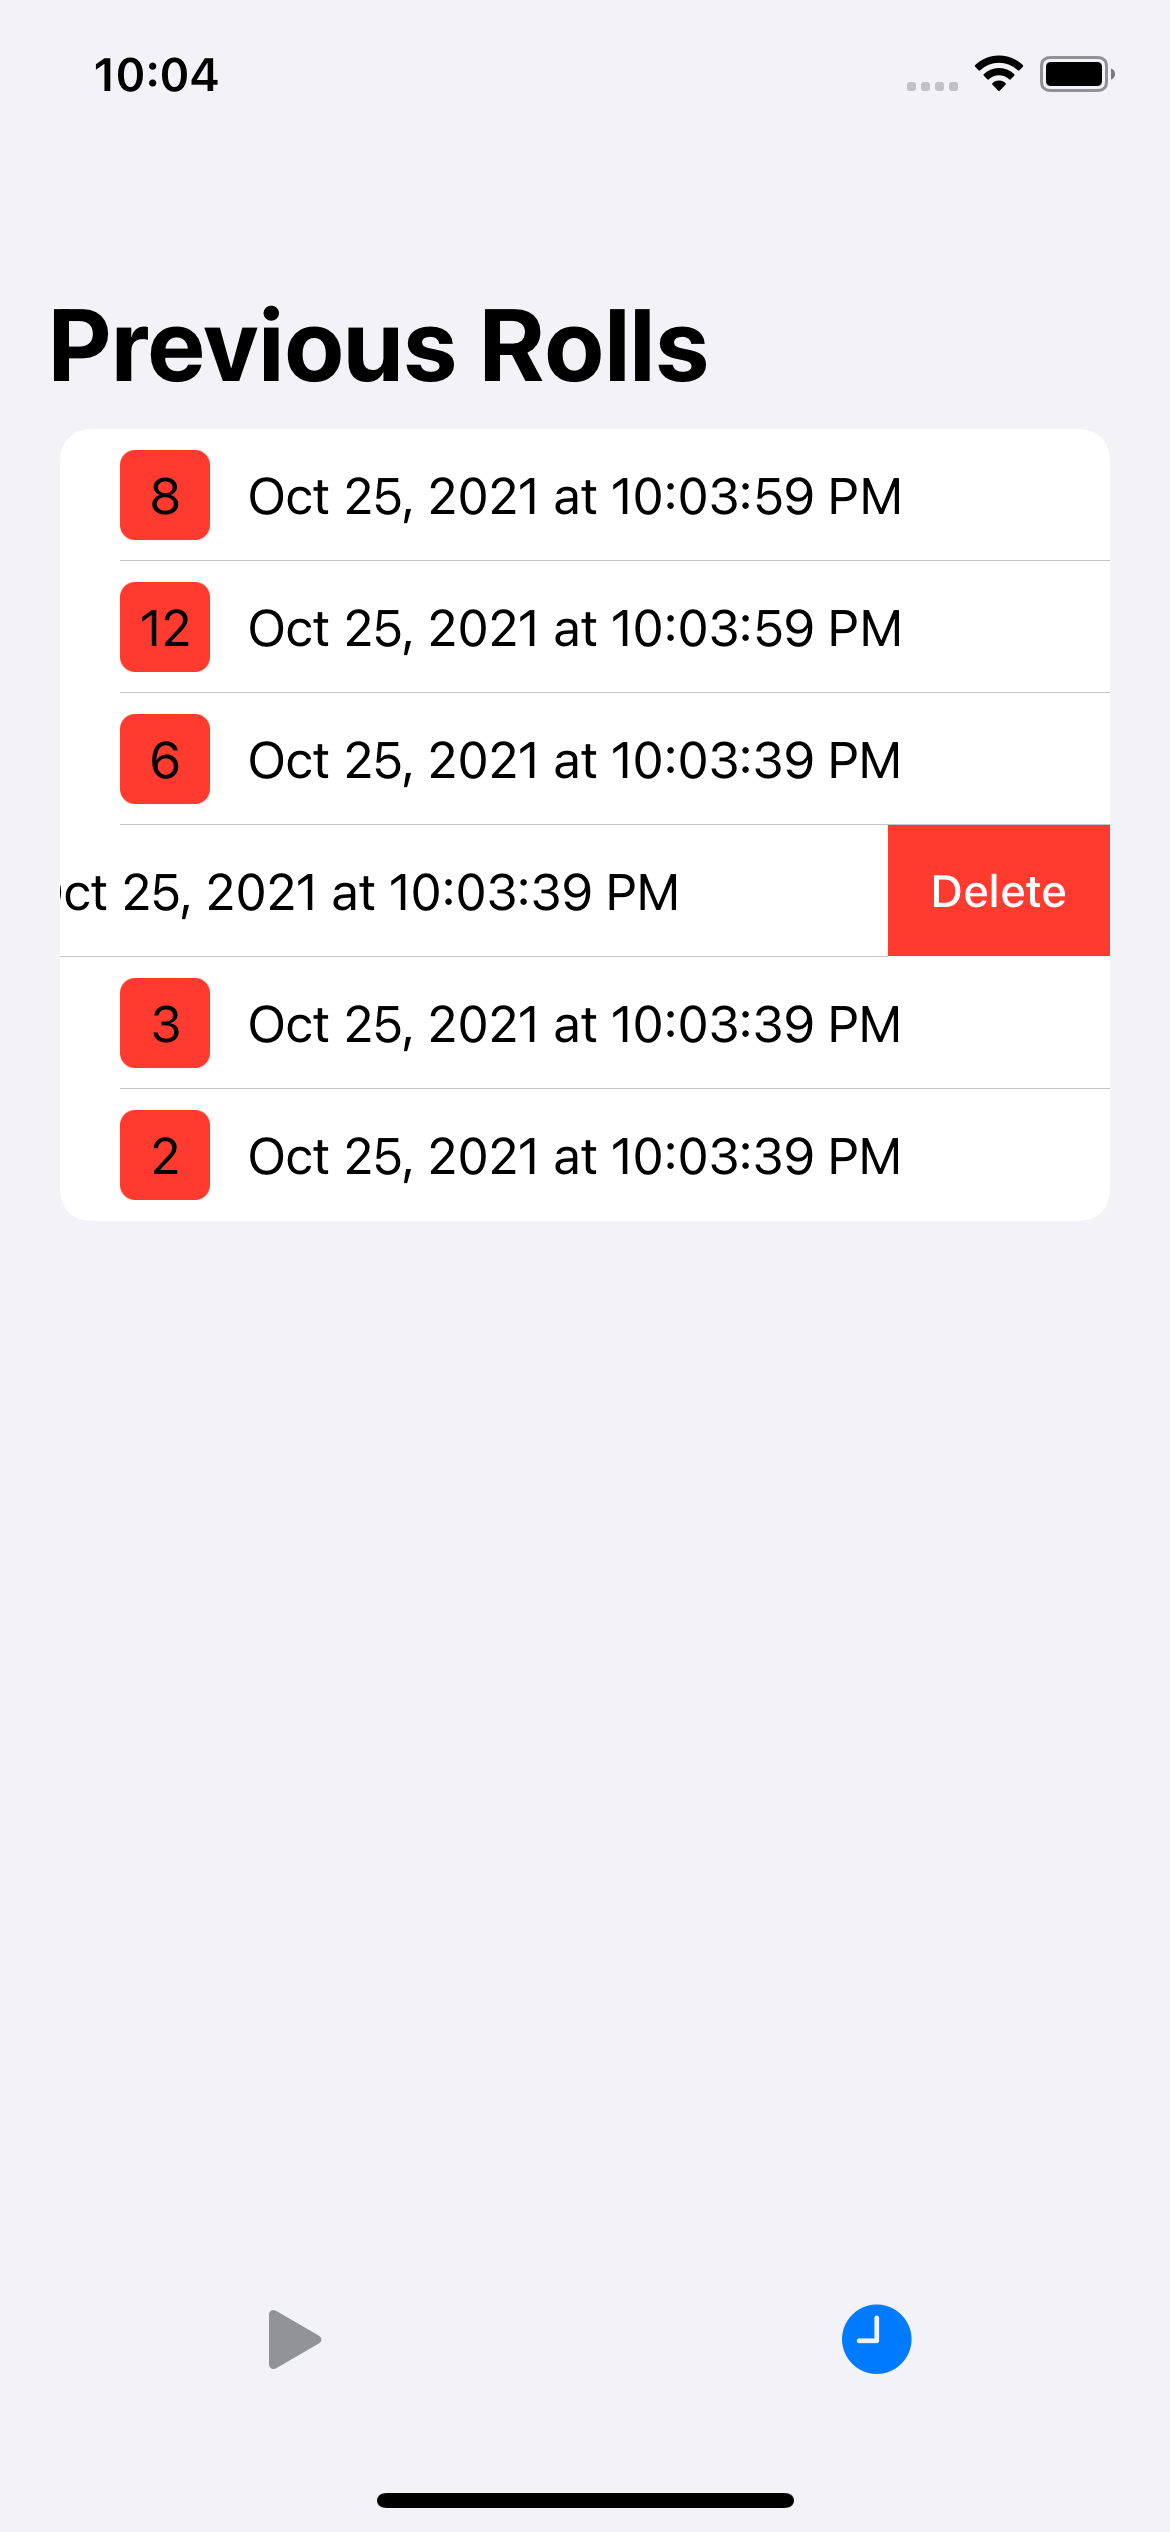 10:04
Previous Rolls
8 Oct 25, 2021 at 10:03:59 PM
12 Oct 25, 2021 at 10:03:59 PM
6 Oct 25, 2021 at 10:03:39 PM
ct 25, 2021 at 10:03:39 PM Delete
3 Oct 25, 2021 at 10:03:39 PM
2 Oct 25, 2021 at 10:03:39 PM